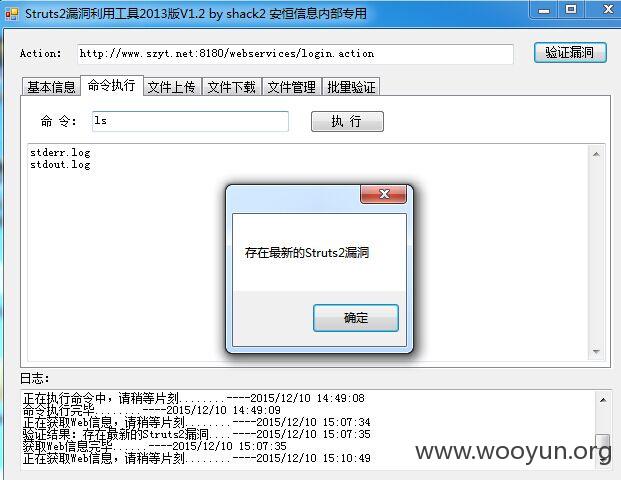 Struts2漏洞利用工具2013版V1.2 by shack2 安恒信息内部专用
Action: http://www.szyt.net:8180/webservices/login.action 验证漏洞
基本信息 命令执行 文件上传 文件下载 文件管理 批量验证
命 令: ls 执 行
stderr.log
stdout.log
存在最新的Struts2漏洞
确定
日志:
正在执行命令中，请稍等片刻........----2015/12/10 14:49:08
命令执行完毕........----2015/12/10 14:49:09
正在获取Web信息，请稍等片刻........----2015/12/10 15:07:34
验证结果：存在最新的Struts2漏洞....----2015/12/10 15:07:35
获取Web信息完毕......----2015/12/10 15:07:35
正在获取Web信息，请稍等片刻........----2015/12/10 15:10:49
www.wooyun.org